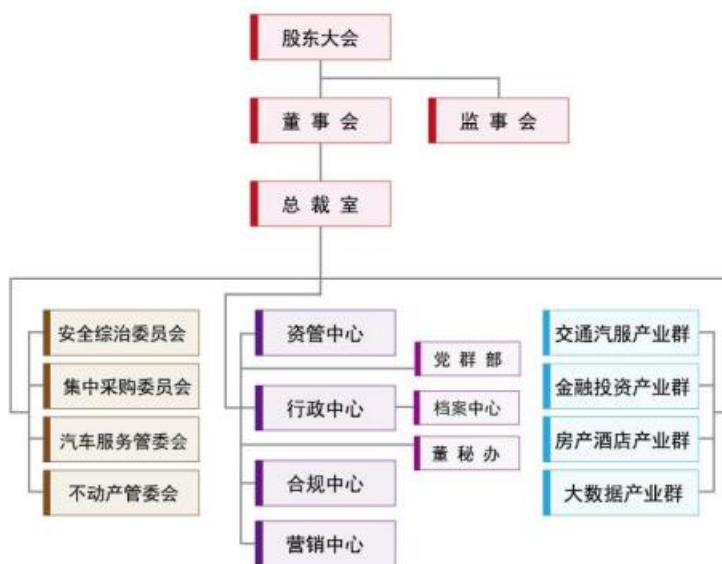 股东大会
董事会
监事会
总裁室
安全综治委员会
集中采购委员会
汽车服务管委会
不动产管委会
资管中心
行政中心
合规中心
营销中心
党群部
档案中心
董秘办
交通汽服产业群
金融投资产业群
房产酒店产业群
大数据产业群